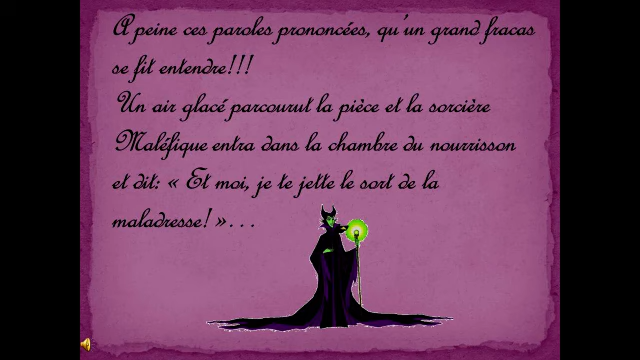 A peine ces paroles prononcées, qu'un grand fracas
se fit entendre!!!
Un air glacé parcourut la pièce et la sorcière
Maléfique entra dans la chambre du nourrisson
et dit: « Et moi, je te jette le sort de la
maladresse! »...